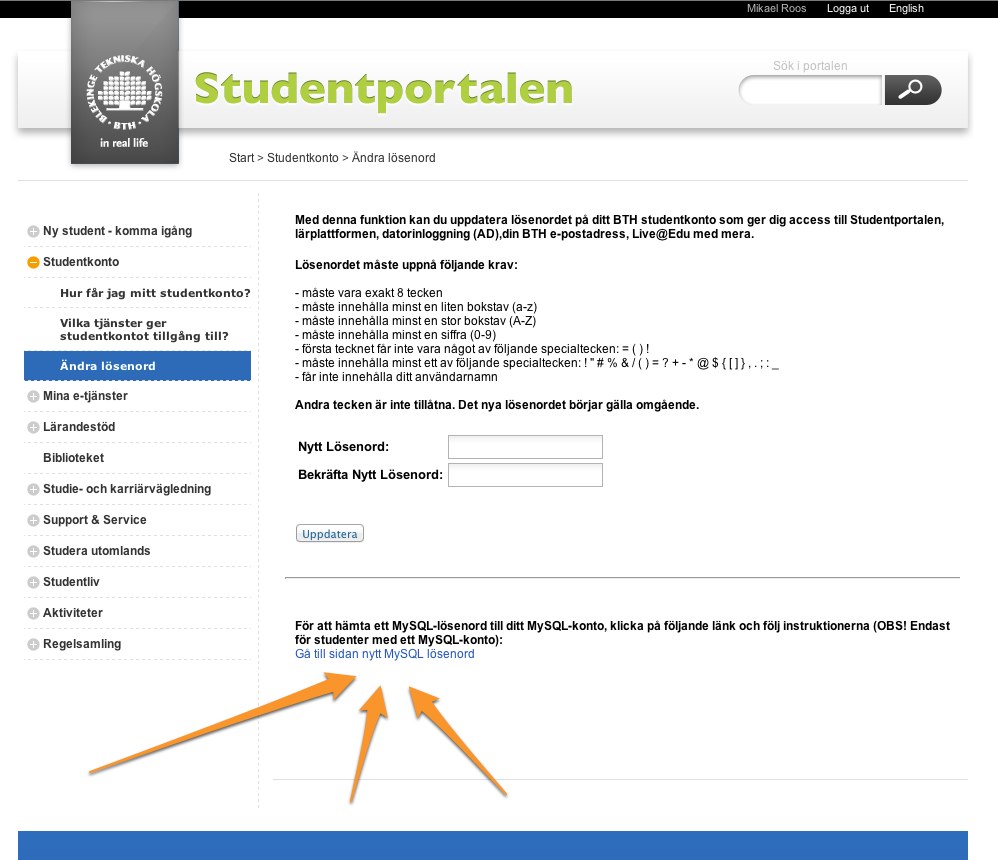 Mikael Roos Logga ut English
BLEKINGE TEKNISKA HÖGSKOLA
· BTH ·
in real life
Studentportalen
Sök i portalen
Start > Studentkonto > Ändra lösenord
Ny student - komma igång
Studentkonto
Hur får jag mitt studentkonto?
Vilka tjänster ger
studentkontot tillgång till?
Ändra lösenord
Mina e-tjänster
Lärandestöd
Biblioteket
Studie- och karriärvägledning
Support & Service
Studera utomlands
Studentliv
Aktiviteter
Regelsamling
Med denna funktion kan du uppdatera lösenordet på ditt BTH studentkonto som ger dig access till Studentportalen,
lärplattformen, datorinloggning (AD),din BTH e-postadress, Live@Edu med mera.
Lösenordet måste uppnå följande krav:
- måste vara exakt 8 tecken
- måste innehålla minst en liten bokstav (a-z)
- måste innehålla minst en stor bokstav (A-Z)
- måste innehålla minst en siffra (0-9)
- första tecknet får inte vara något av följande specialtecken: = ( ) !
- måste innehålla minst ett av följande specialtecken: ! " # % & / ( ) = ? + - * @ $ { [ ] } , . ; : _
- får inte innehålla ditt användarnamn
Andra tecken är inte tillåtna. Det nya lösenordet börjar gälla omgående.
Nytt Lösenord:
Bekräfta Nytt Lösenord:
Uppdatera
För att hämta ett MySQL-lösenord till ditt MySQL-konto, klicka på följande länk och följ instruktionerna (OBS! Endast
för studenter med ett MySQL-konto):
Gå till sidan nytt MySQL lösenord